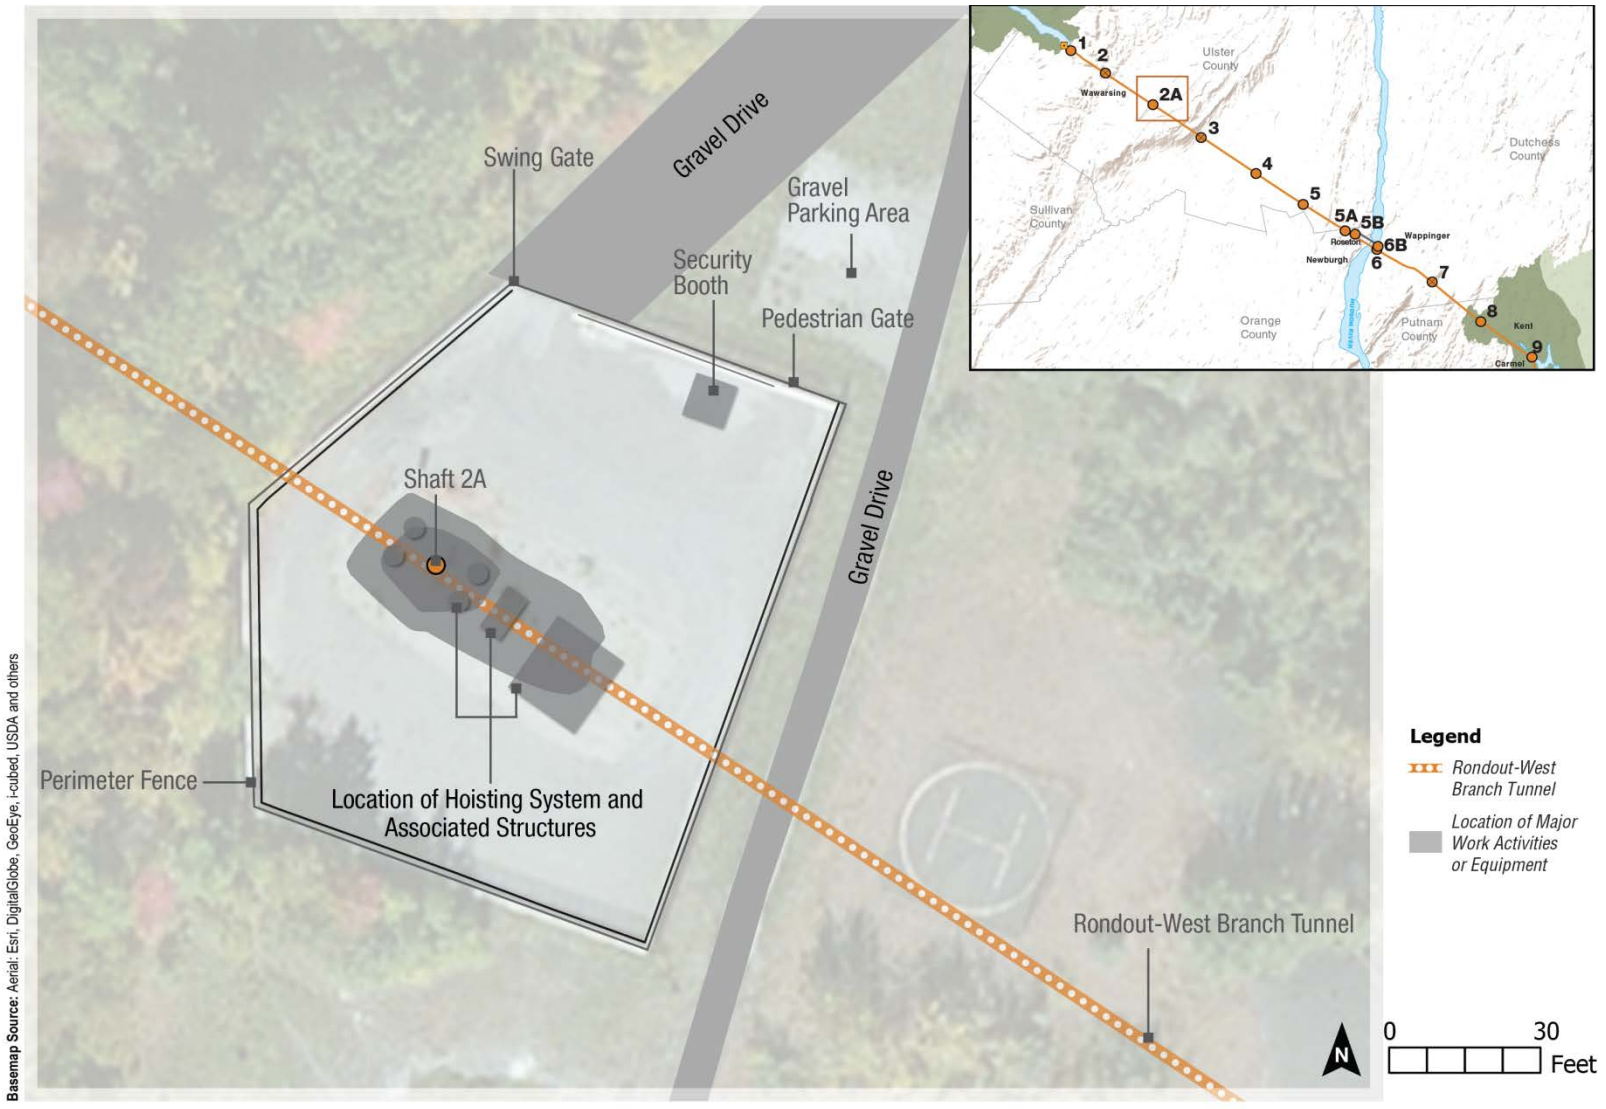 Swing Gate
Gravel Drive
Gravel
Parking Area
Security
Booth
Pedestrian Gate
Shaft 2A
Gravel Drive
Perimeter Fence
Location of Hoisting System and
Associated Structures
Rondout-West Branch Tunnel
N
1
2
Wawarsing
2A
3
4
5
5A
5B
Roseton
6B
6
Wappinger
Newburgh
7
8
Kent
9
Carmel
Ulster
County
Dutchess
County
Sullivan
County
Orange
County
Putnam
County
HUDSON RIVER
Legend
Rondout-West
Branch Tunnel
Location of Major
Work Activities
or Equipment
0 30
Feet
Basemap Source: Aerial: Esri, DigitalGlobe, GeoEye, i-cubed, USDA and others
H